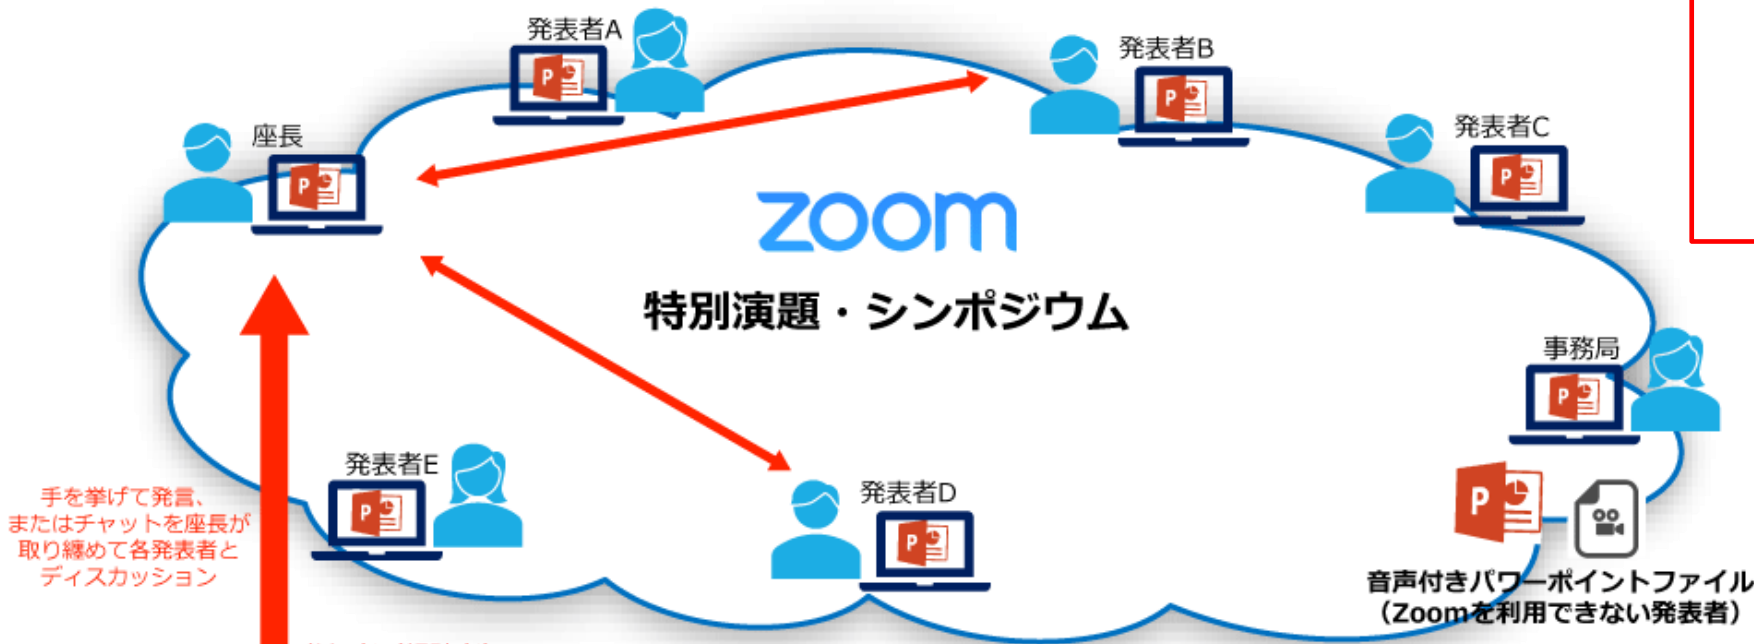 発表者A
発表者B
座長
発表者C
zoom
特別演題・シンポジウム
事務局
発表者E
発表者D
手を挙げて発言、
またはチャットを座長が
取り纏めて各発表者と
ディスカッション
音声付きパワーポイントファイル
（Zoomを利用できない発表者）
P
P
P
P
P
P
P
P